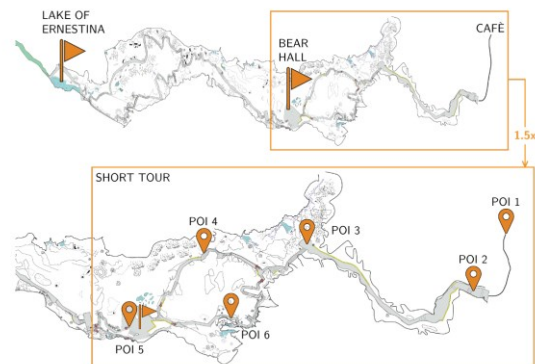 LAKE OF
ERNESTINA
BEAR
HALL
CAFÈ
1.5x
SHORT TOUR
POI 1
POI 4
POI 3
POI 2
POI 5
POI 6